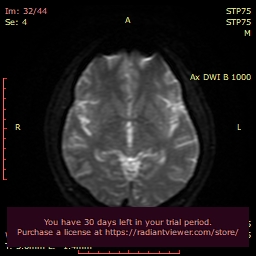 Im: 32/44
Se: 4
STP75
STP75
M
A
Ax DWI B 1000
R
L
You have 30 days left in your trial period.
Purchase a license at https://radiantviewer.com/store/